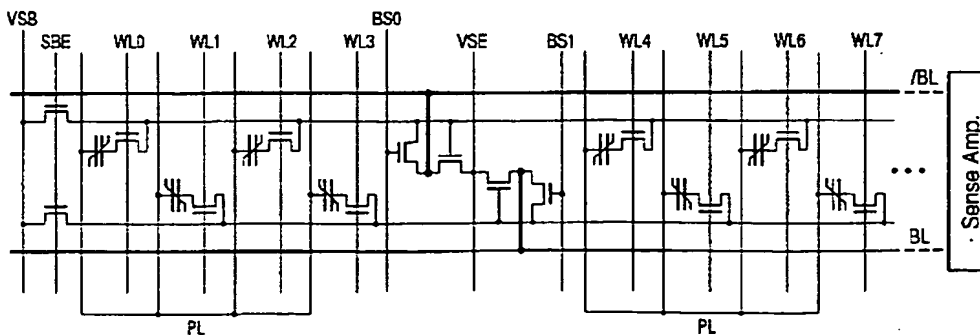 VSB SBE WL0 WL1 WL2 WL3 BS0 VSE BS1 WL4 WL5 WL6 WL7
/BL
Sense Amp.
BL
PL PL